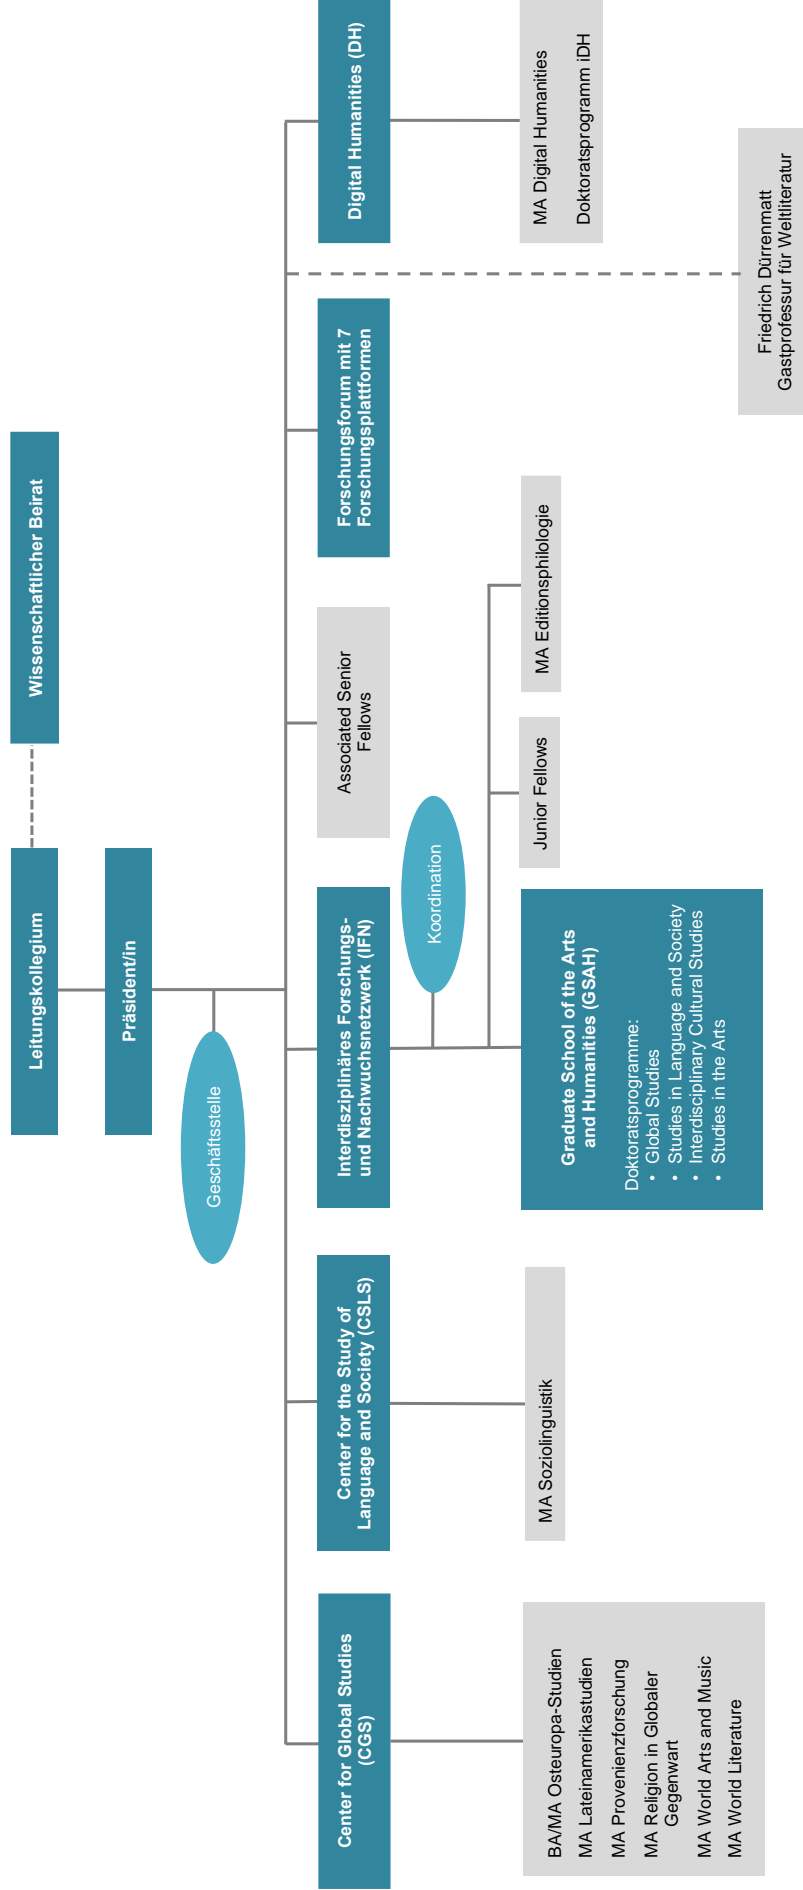 Leitungskollegium
Wissenschaftlicher Beirat
Präsident/in
Geschäftsstelle
Center for Global Studies
(CGS)
Center for the Study of
Language and Society (CSLS)
Interdisziplinäres Forschungs-
und Nachwuchsnetzwerk (IFN)
Associated Senior
Fellows
Forschungsforum mit 7
Forschungsplattformen
Digital Humanities (DH)
Koordination
BA/MA Osteuropa-Studien
MA Lateinamerikastudien
MA Provenienzforschung
MA Religion in Globaler
Gegenwart
MA World Arts and Music
MA World Literature
MA Soziolinguistik
Graduate School of the Arts
and Humanities (GSAH)
Doktoratsprogramme:
• Global Studies
• Studies in Language and Society
• Interdisciplinary Cultural Studies
• Studies in the Arts
Junior Fellows
MA Editionsphilologie
MA Digital Humanities
Doktoratsprogramm iDH
Friedrich Dürrenmatt
Gastprofessur für Weltliteratur